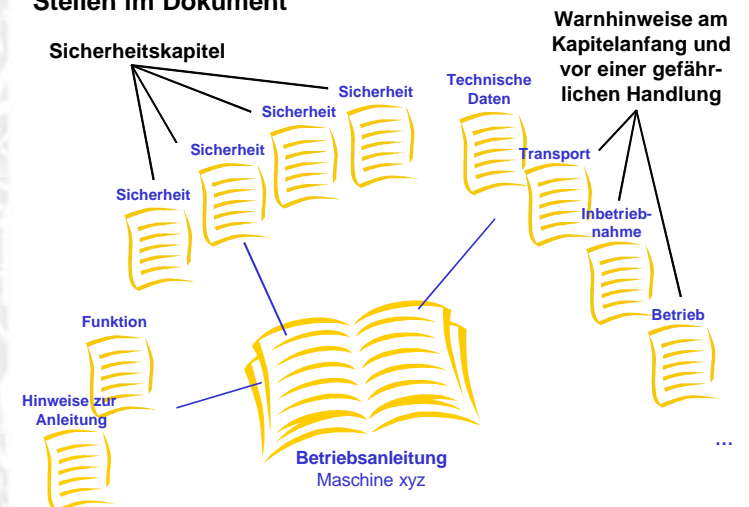 Stellen im Dokument
Warnhinweise am
Kapitelanfang und
vor einer gefähr-
lichen Handlung
Sicherheitskapitel
Sicherheit
Sicherheit
Sicherheit
Sicherheit
Technische
Daten
Transport
Inbetrieb-
nahme
Betrieb
Funktion
Hinweise zur
Anleitung
Betriebsanleitung
Maschine xyz
…